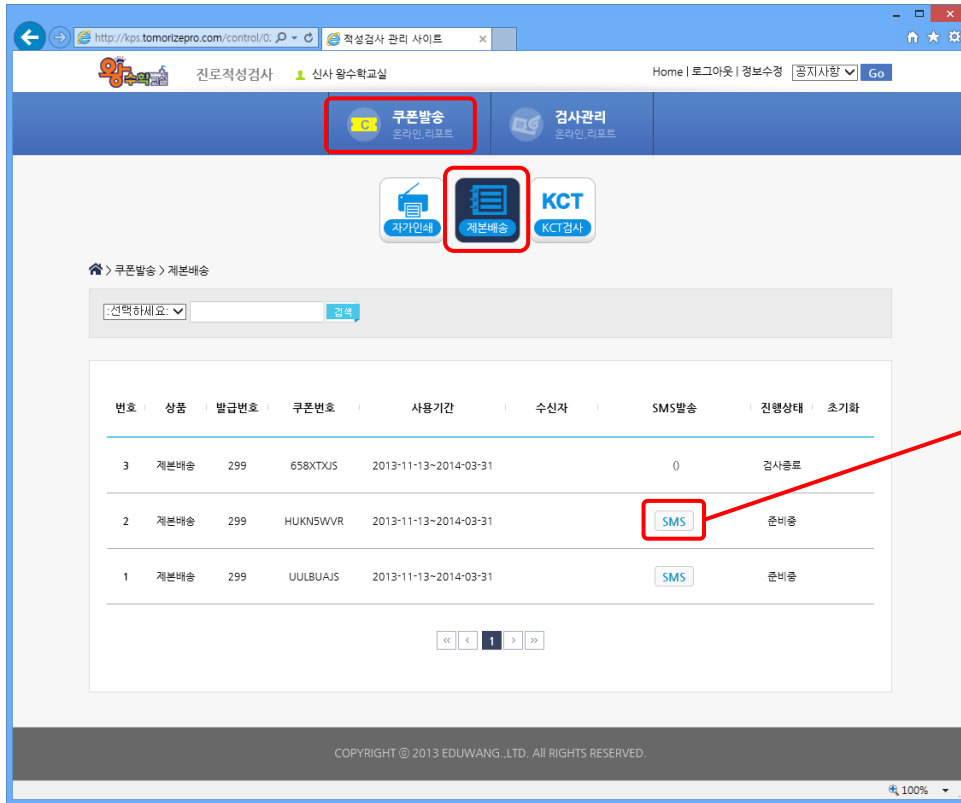 http://kps.tomorizepro.com/control/0; 적성검사 관리 사이트
왕수학 진로적성검사 신사 왕수학교실 Home | 로그아웃 | 정보수정 공지사항 Go
C 쿠폰발송 검사관리
온라인,리포트 온라인,리포트
KCT
자가인쇄 제본배송 KCT검사
> 쿠폰발송 > 제본배송
:선택하세요: 검색
번호 상품 발급번호 쿠폰번호 사용기간 수신자 SMS발송 진행상태 초기화
3 제본배송 299 658XTXJS 2013-11-13~2014-03-31 () 검사종료
2 제본배송 299 HUKN5WVR 2013-11-13~2014-03-31 SMS 준비중
1 제본배송 299 UULBUAJS 2013-11-13~2014-03-31 SMS 준비중
« < 1 > »
COPYRIGHT ⓒ 2013 EDUWANG.,LTD. All RIGHTS RESERVED.
100%